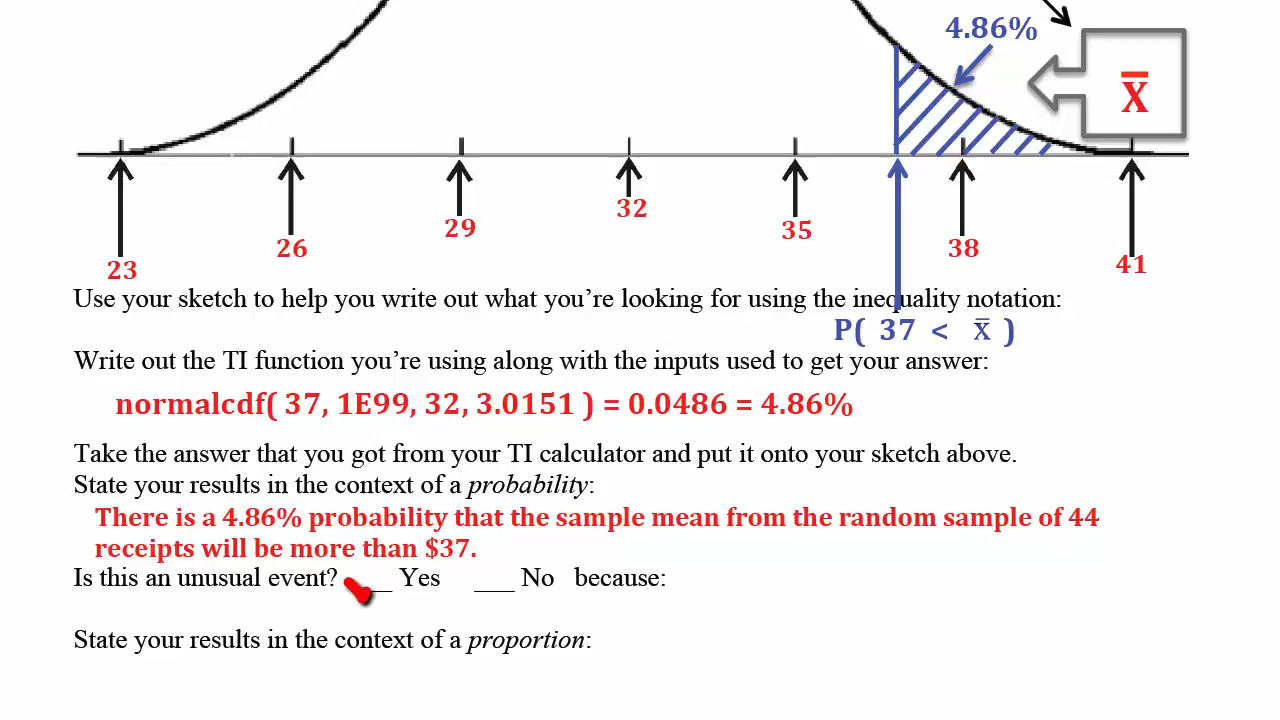 4.86%
X̅
23 26 29 32 35 38 41
Use your sketch to help you write out what you're looking for using the inequality notation:
P( 37 < x̅ )
Write out the TI function you're using along with the inputs used to get your answer:
normalcdf( 37, 1E99, 32, 3.0151 ) = 0.0486 = 4.86%
Take the answer that you got from your TI calculator and put it onto your sketch above.
State your results in the context of a probability:
There is a 4.86% probability that the sample mean from the random sample of 44
receipts will be more than $37.
Is this an unusual event? ___ Yes ___ No because:
State your results in the context of a proportion: